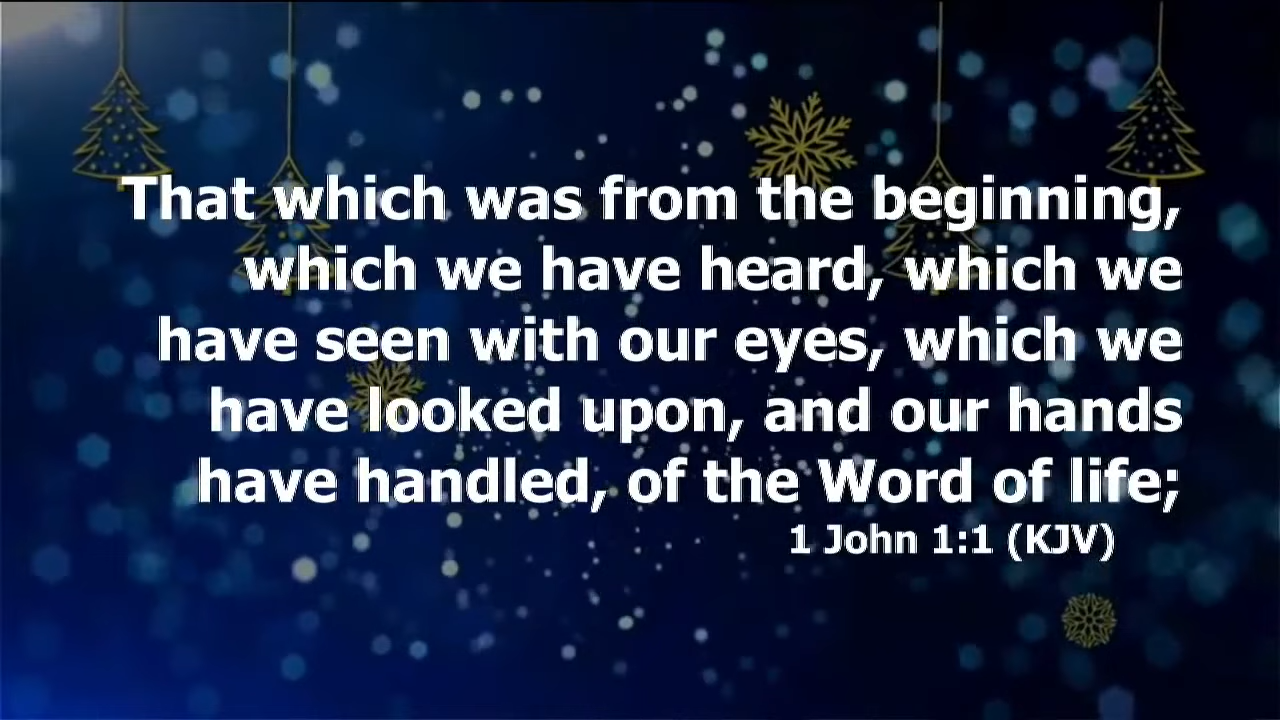 That which was from the beginning,
which we have heard, which we
have seen with our eyes, which we
have looked upon, and our hands
have handled, of the Word of life;
1 John 1:1 (KJV)